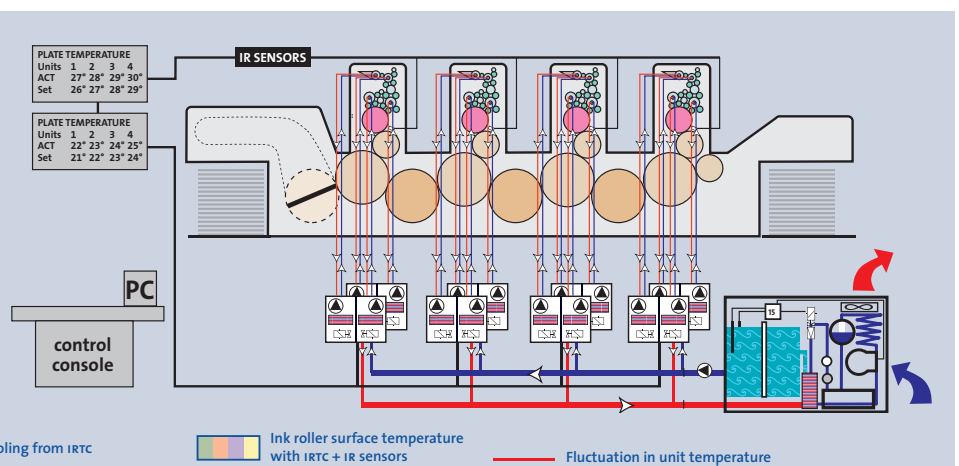 PLATE TEMPERATURE
Units 1 2 3 4
ACT 27° 28° 29° 30°
Set 26° 27° 28° 29°
IR SENSORS
PLATE TEMPERATURE
Units 1 2 3 4
ACT 22° 23° 24° 25°
Set 21° 22° 23° 24°
PC
control
console
15
from IRTC
Ink roller surface temperature
with IRTC + IR sensors
Fluctuation in unit temperature